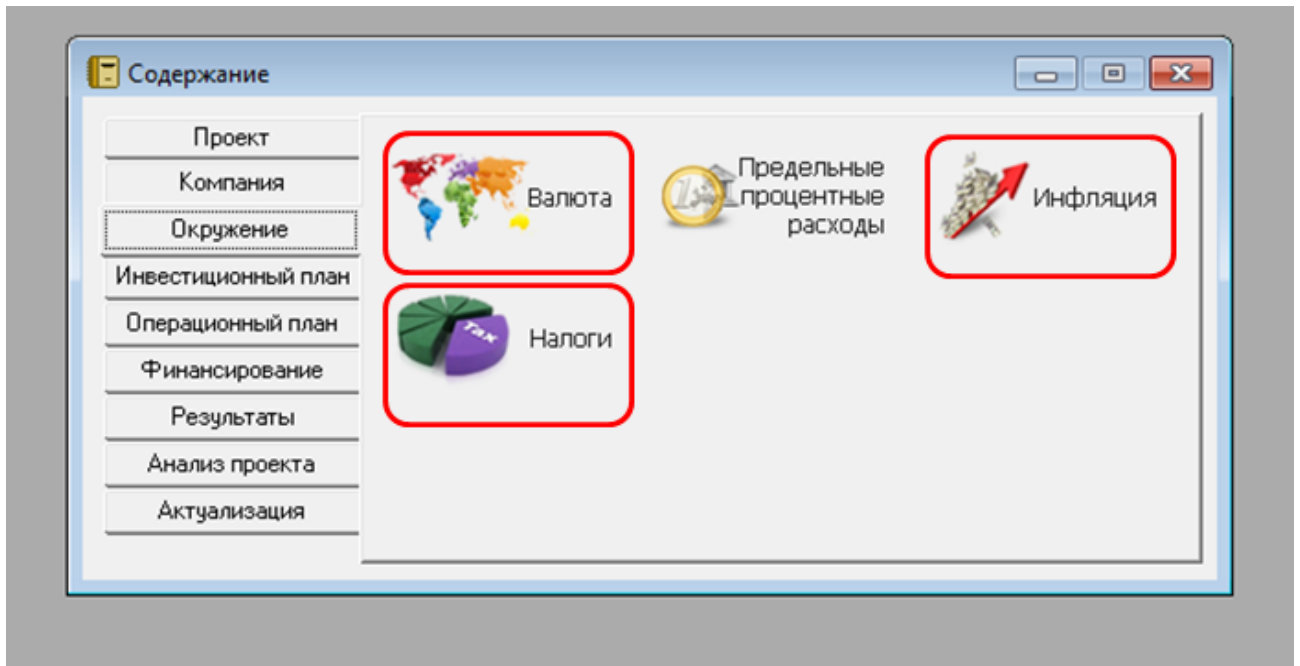 Содержание
Проект
Компания
Окружение
Инвестиционный план
Операционный план
Финансирование
Результаты
Анализ проекта
Актуализация
Валюта
Предельные
процентные
расходы
Инфляция
Tax
Налоги